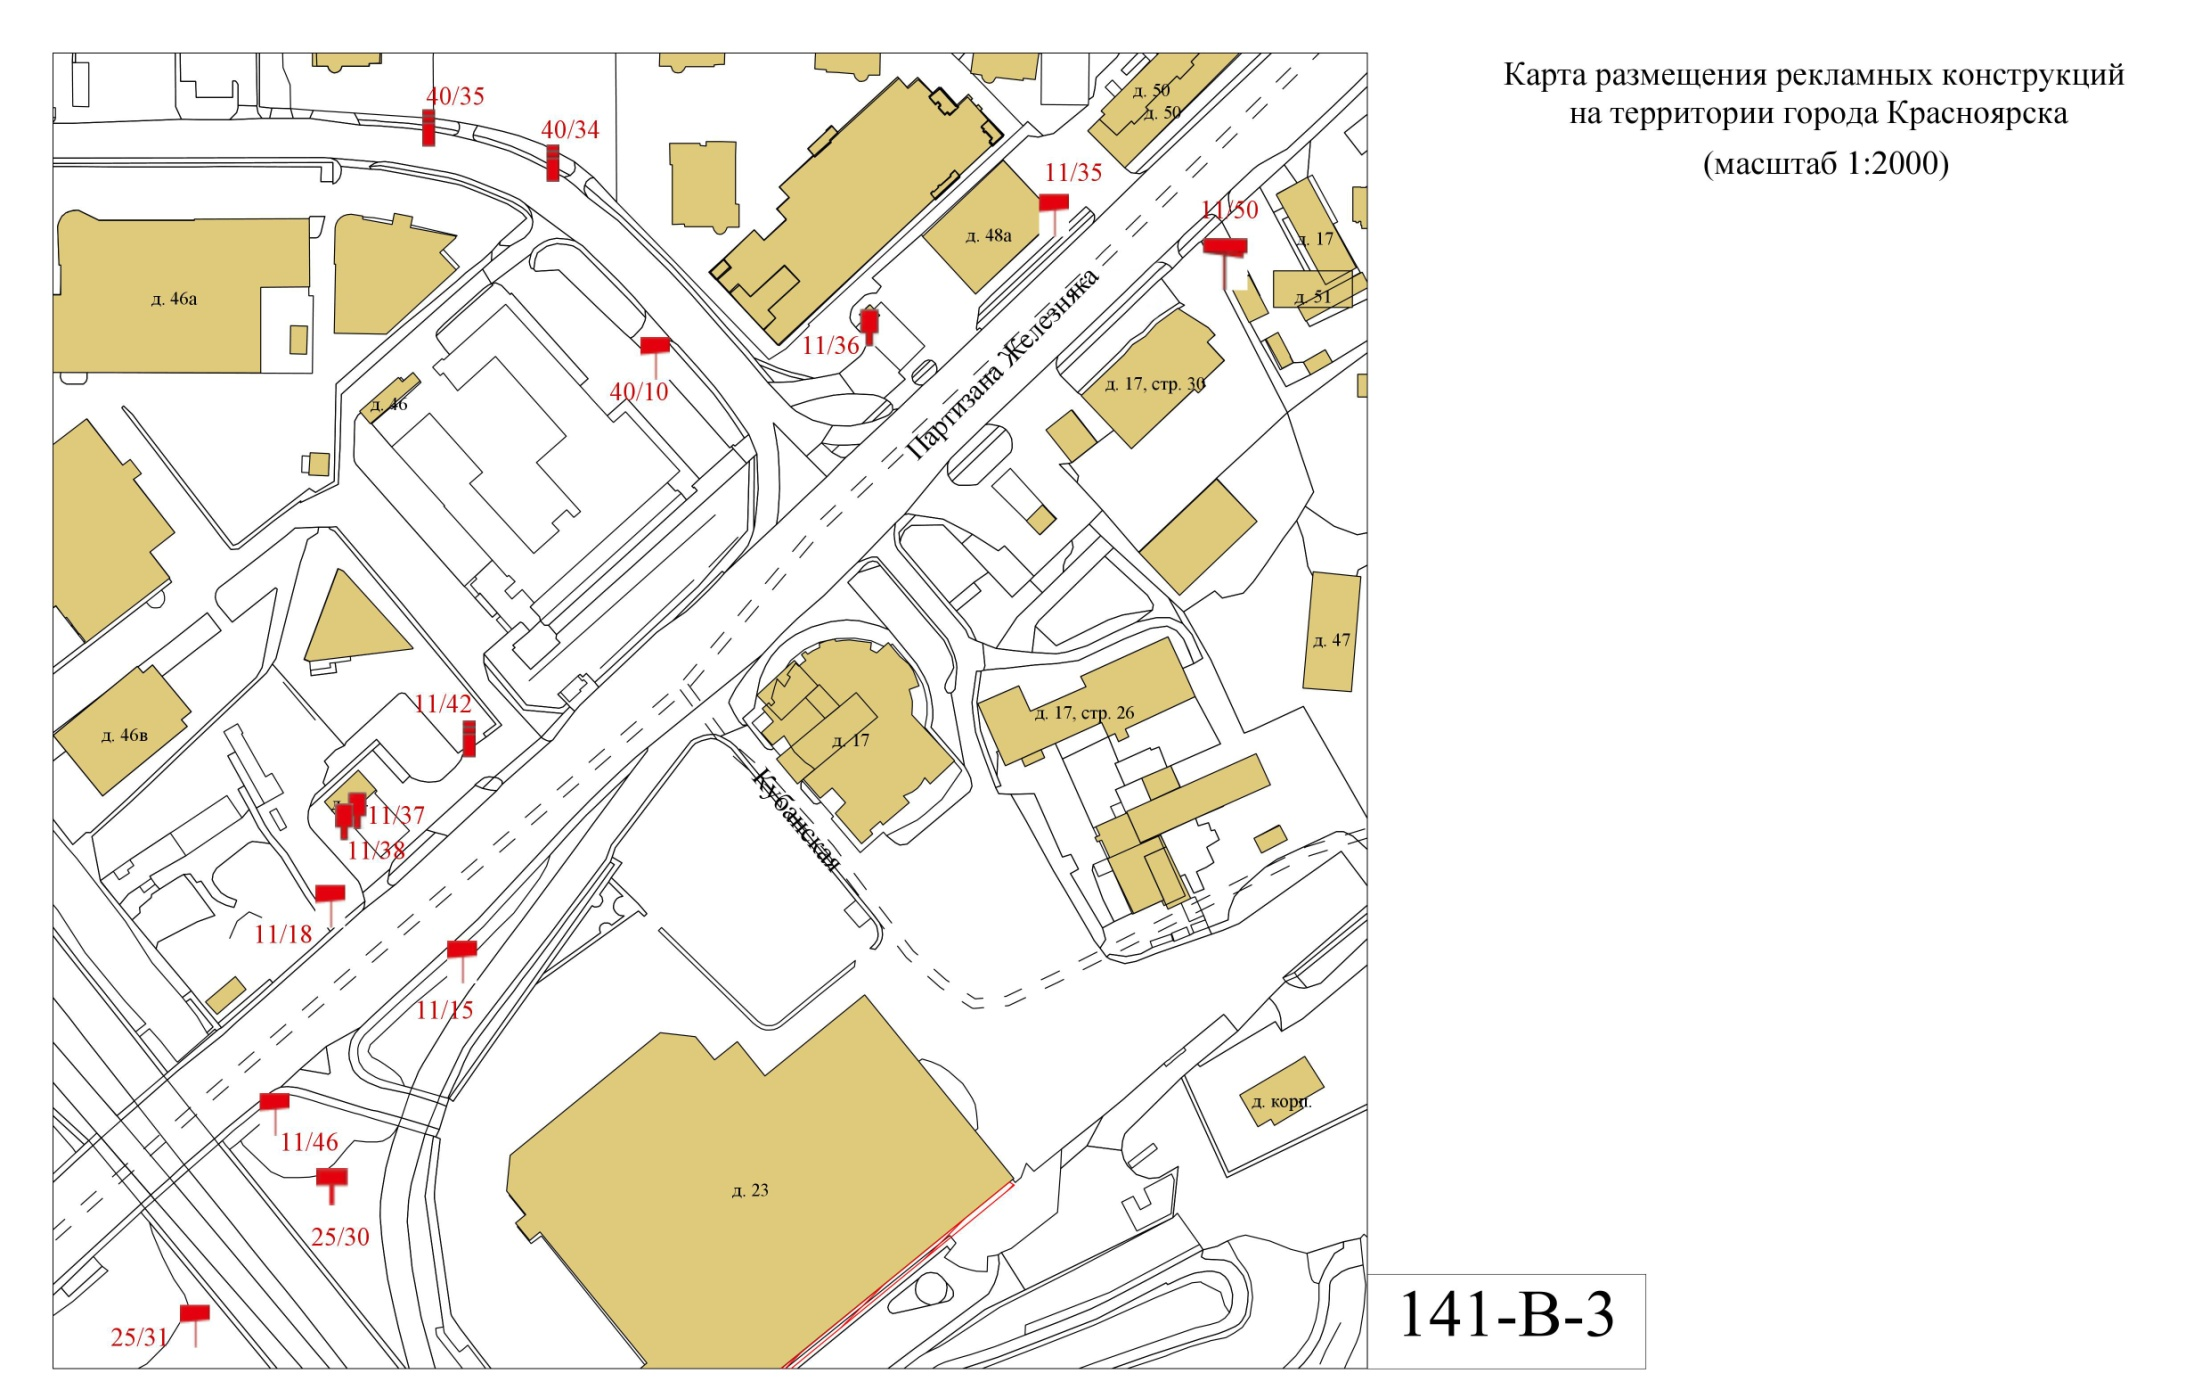 Карта размещения рекламных конструкций
на территории города Красноярска
(масштаб 1:2000)
40/35
40/34
д. 50
д. 50
11/35
11/50
д. 48а
д. 17
д. 46а
д. 51
11/36
40/10
д. 46
Партизана Железняка
д. 17, стр. 30
д. 47
11/42
д. 46в
д. 17
д. 17, стр. 26
Кубанская
11/37
11/38
11/18
11/15
11/46
д. корп.
д. 23
25/30
25/31
141-В-3